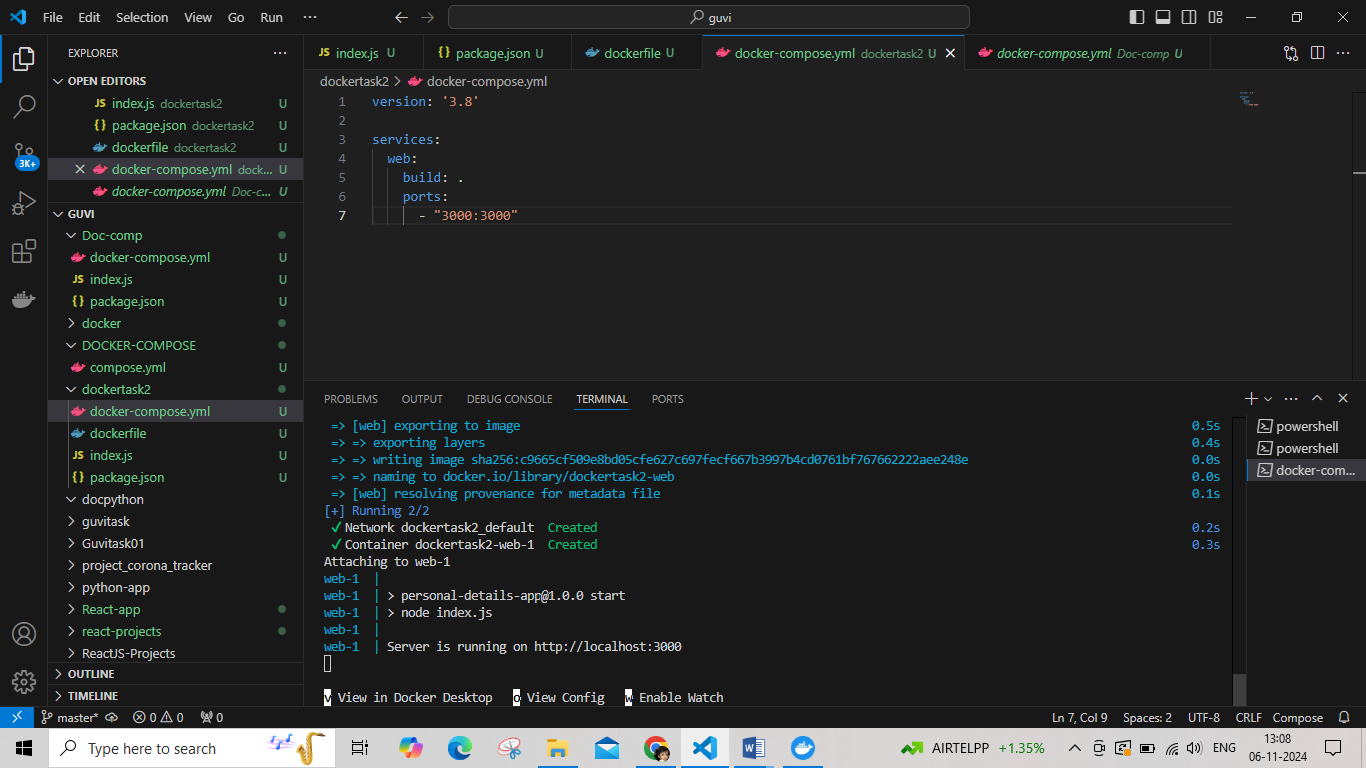 File Edit Selection View Go Run ··· guvi
EXPLORER ···
OPEN EDITORS
JS index.js dockertask2 U
{} package.json dockertask2 U
dockerfile dockertask2 U
docker-compose.yml dock... U
docker-compose.yml Doc-c... U
GUVI
Doc-comp
docker-compose.yml U
JS index.js U
{} package.json U
docker
DOCKER-COMPOSE
compose.yml U
dockertask2
docker-compose.yml U
dockerfile U
JS index.js U
{} package.json U
docpython
guvitask
Guvitask01
project_corona_tracker
python-app
React-app
react-projects
ReactJS-Projects
OUTLINE
TIMELINE
3K+
JS index.js U {} package.json U dockerfile U docker-compose.yml dockertask2 U docker-compose.yml Doc-comp U ···
dockertask2 > docker-compose.yml
1 version: '3.8'
2
3 services:
4 web:
5 build: .
6 ports:
7 - "3000:3000"
PROBLEMS OUTPUT DEBUG CONSOLE TERMINAL PORTS ···
=> [web] exporting to image 0.5s
=> => exporting layers 0.4s
=> => writing image sha256:c9665cf509e8bd05cfe627c697fecf667b3997b4cd0761bf767662222aee248e 0.0s
=> => naming to docker.io/library/dockertask2-web 0.0s
=> [web] resolving provenance for metadata file 0.1s
[+] Running 2/2
✓Network dockertask2_default Created 0.2s
✓Container dockertask2-web-1 Created 0.3s
Attaching to web-1
web-1 |
web-1 | > personal-details-app@1.0.0 start
web-1 | > node index.js
web-1 |
web-1 | Server is running on http://localhost:3000
v View in Docker Desktop o View Config w Enable Watch
powershell
powershell
docker-com...
master* 0 0 0 Ln 7, Col 9 Spaces: 2 UTF-8 CRLF Compose
Type here to search AIRTELPP +1.35% ENG 13:08
06-11-2024